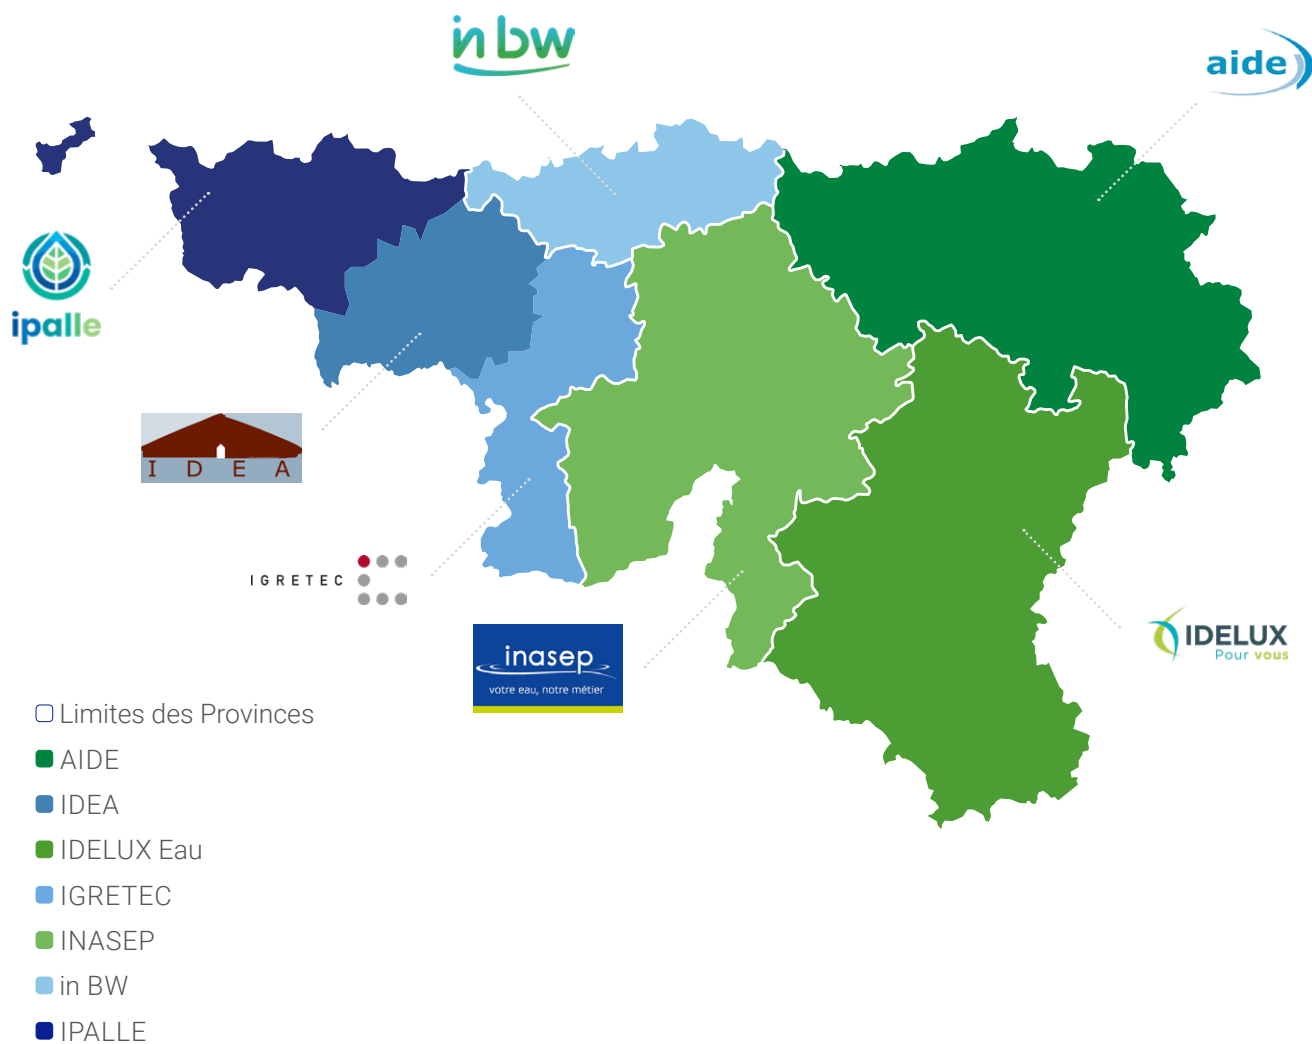 in bw
aide
ipalle
IDEA
IGRETEC
inasep
votre eau, notre métier
IDELUX
Pour vous
Limites des Provinces
AIDE
IDEA
IDELUX Eau
IGRETEC
INASEP
in BW
IPALLE